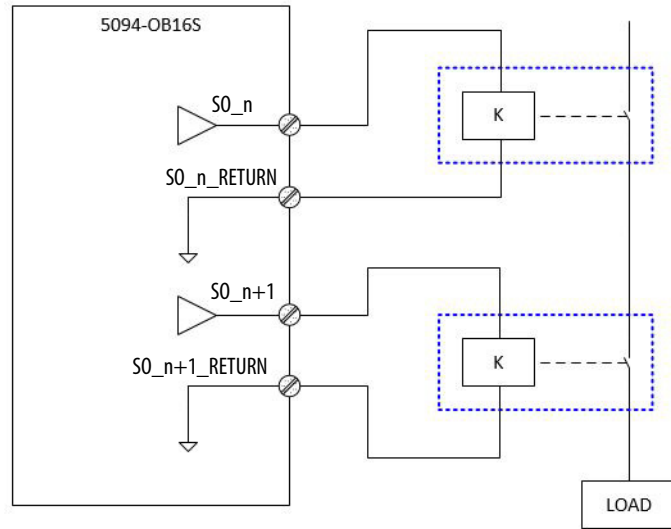 5094-OB16S
SO_n
K
SO_n_RETURN
SO_n+1
K
SO_n+1_RETURN
LOAD